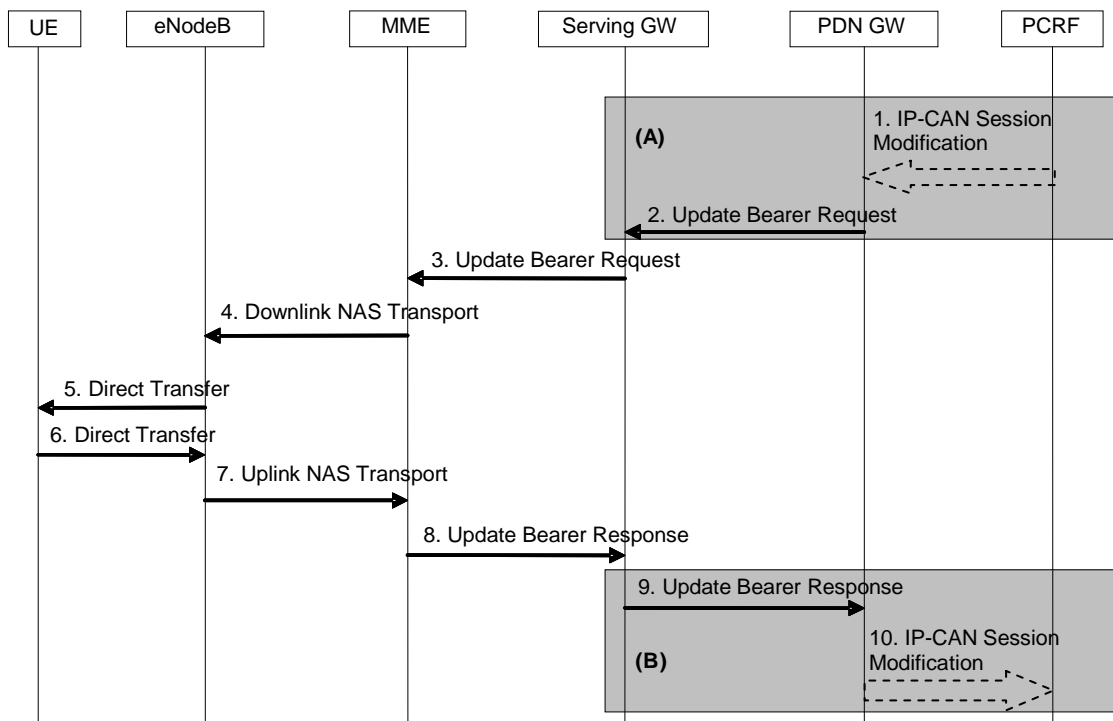 UE
eNodeB
MME
Serving GW
PDN GW
PCRF
(A)
1. IP-CAN Session
Modification
2. Update Bearer Request
3. Update Bearer Request
4. Downlink NAS Transport
5. Direct Transfer
6. Direct Transfer
7. Uplink NAS Transport
8. Update Bearer Response
9. Update Bearer Response
(B)
10. IP-CAN Session
Modification